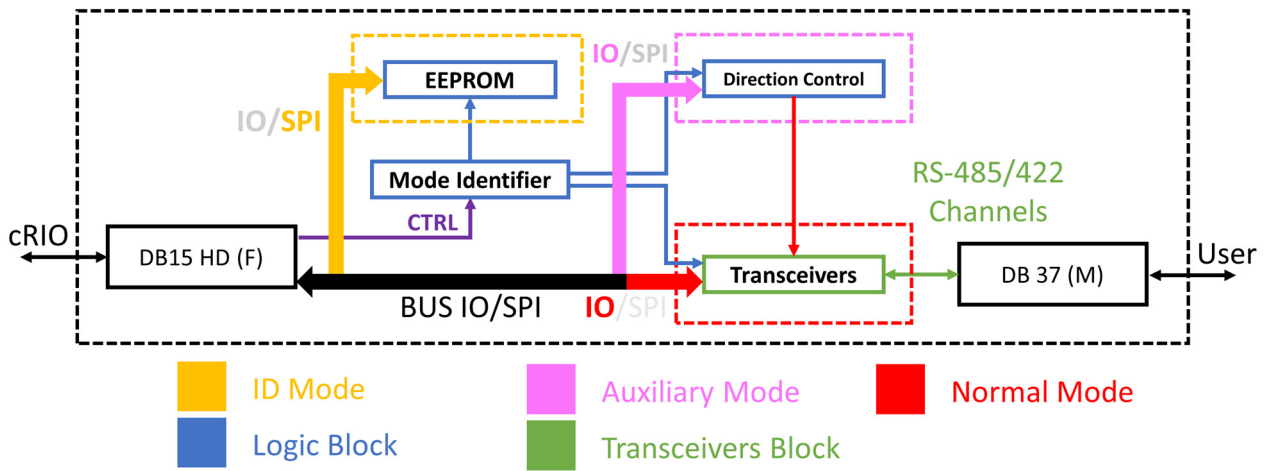 IO/SPI
EEPROM
Direction Control
IO/SPI
Mode Identifier
RS-485/422
Channels
CTRL
cRIO
DB15 HD (F)
Transceivers
DB 37 (M)
User
BUS IO/SPI
IO/SPI
ID Mode
Auxiliary Mode
Normal Mode
Logic Block
Transceivers Block